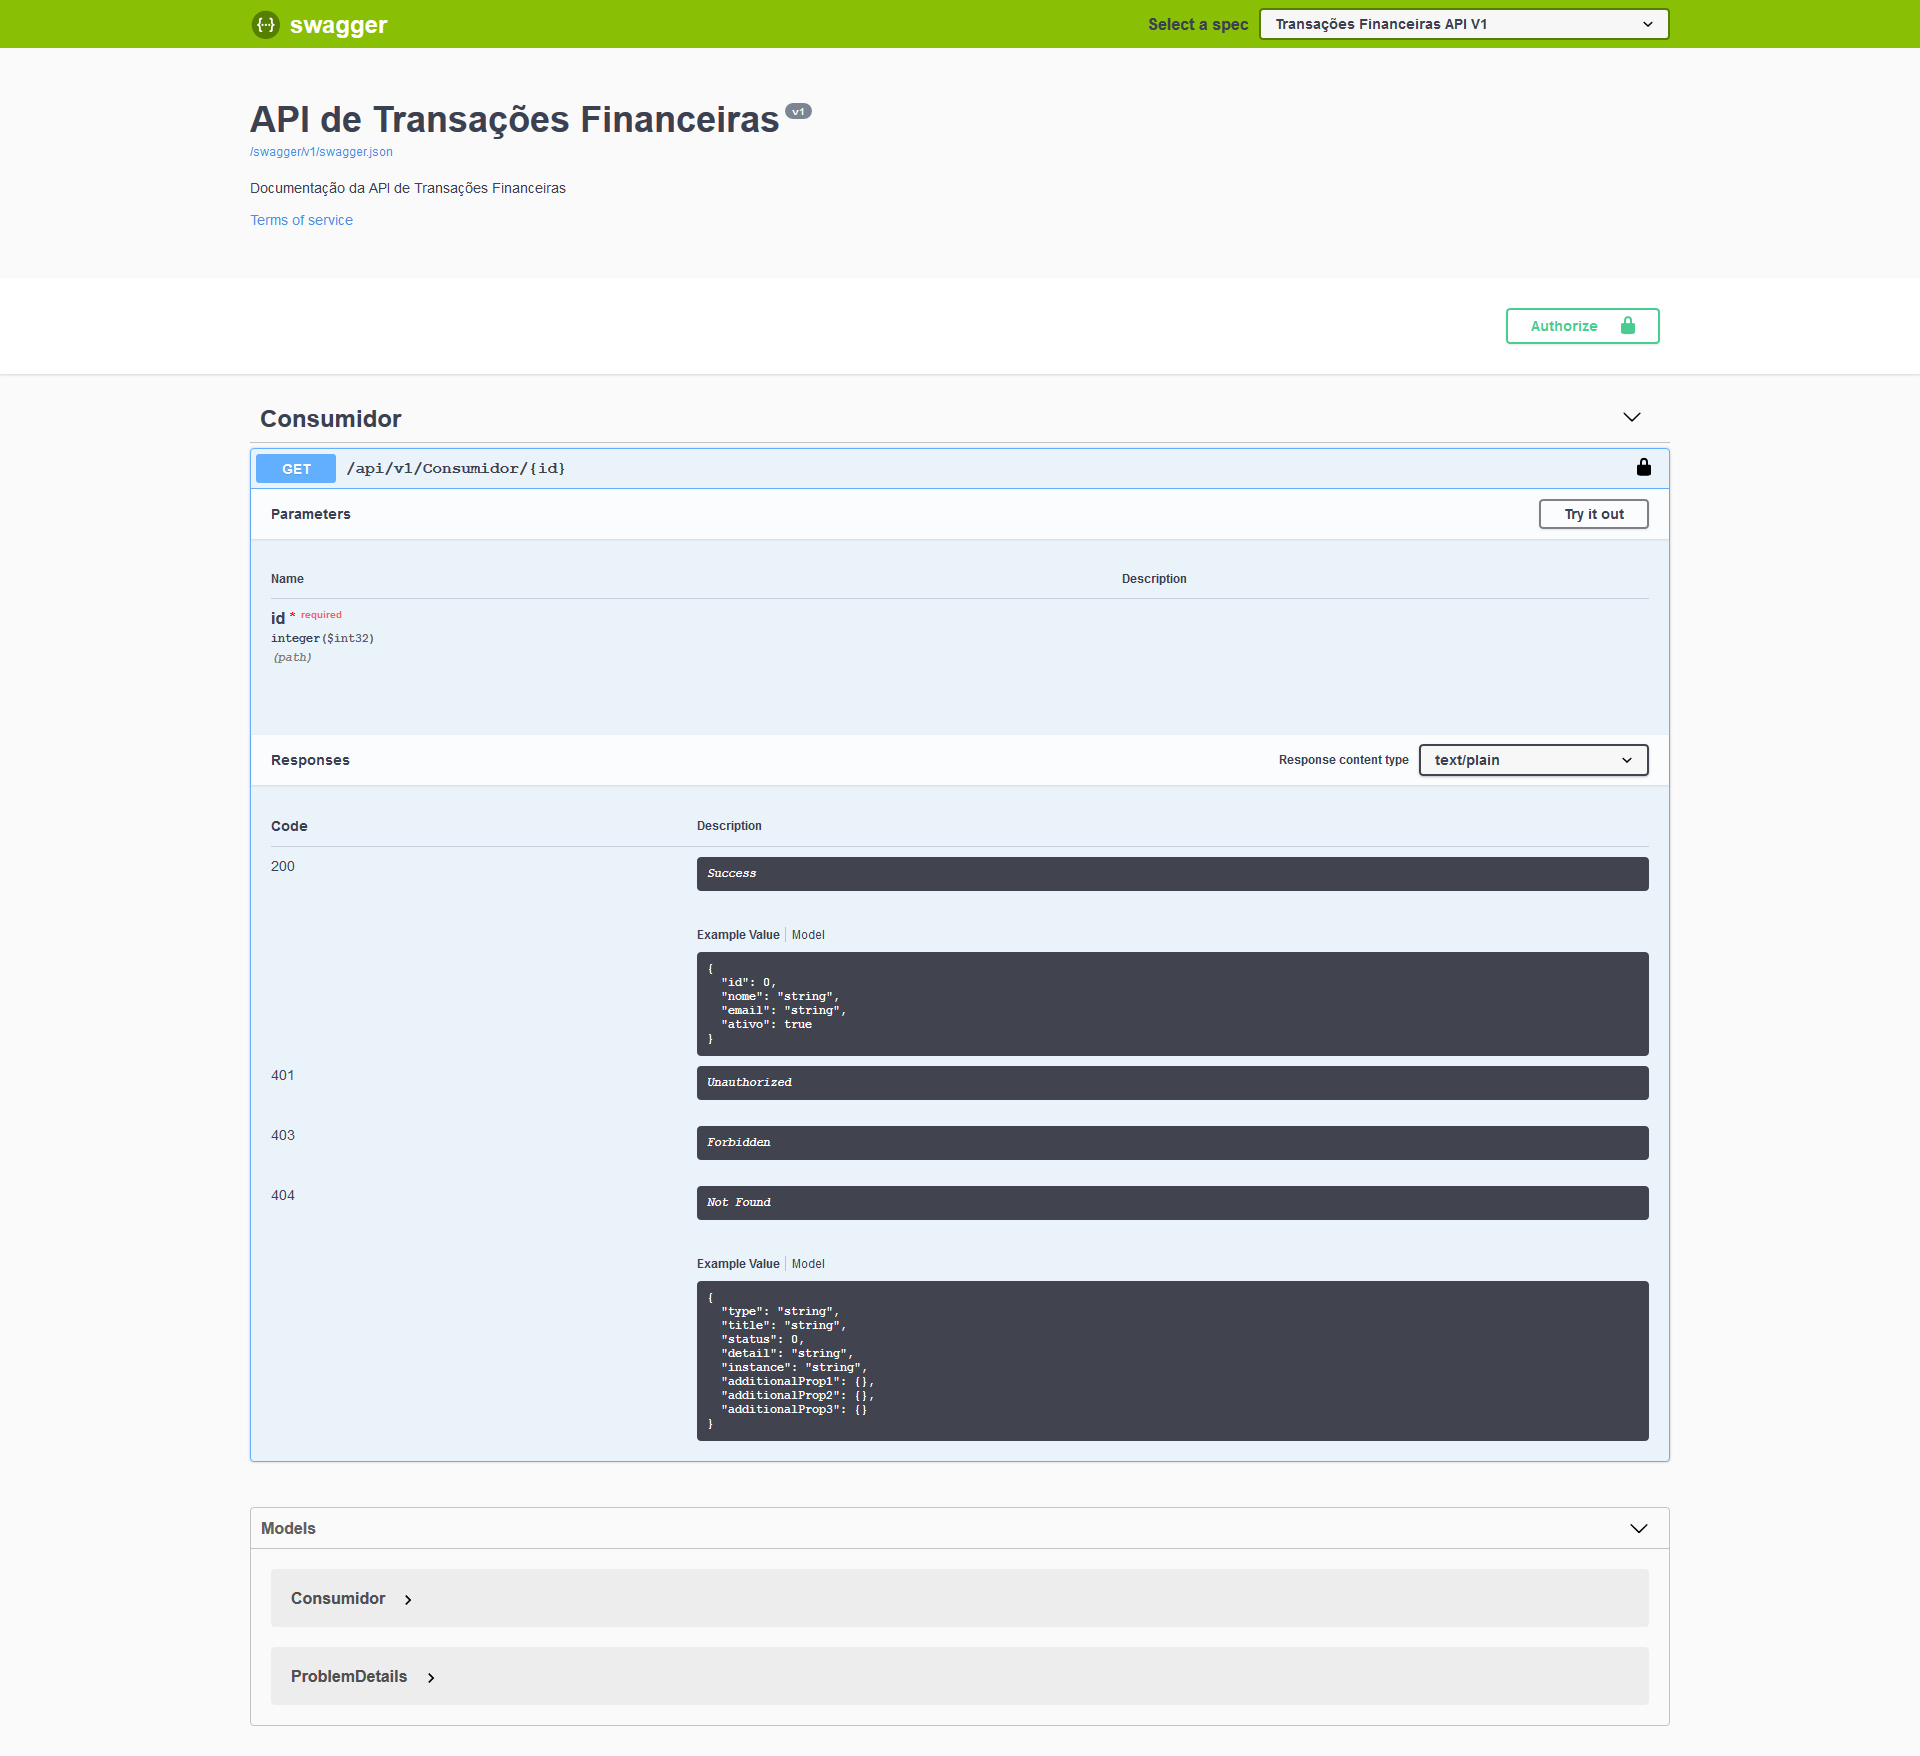 swagger
Select a spec
Transações Financeiras API V1
API de Transações Financeiras v1
/swagger/v1/swagger.json
Documentação da API de Transações Financeiras
Terms of service
Authorize
Consumidor
GET /api/v1/Consumidor/{id}
Parameters
Try it out
Name Description
id * required
integer($int32)
(path)
Responses
Response content type
text/plain
Code Description
200
Success
Example Value Model
{
"id": 0,
"nome": "string",
"email": "string",
"ativo": true
}
401
Unauthorized
403
Forbidden
404
Not Found
Example Value Model
{
"type": "string",
"title": "string",
"status": 0,
"detail": "string",
"instance": "string",
"additionalProp1": {},
"additionalProp2": {},
"additionalProp3": {}
}
Models
Consumidor
ProblemDetails